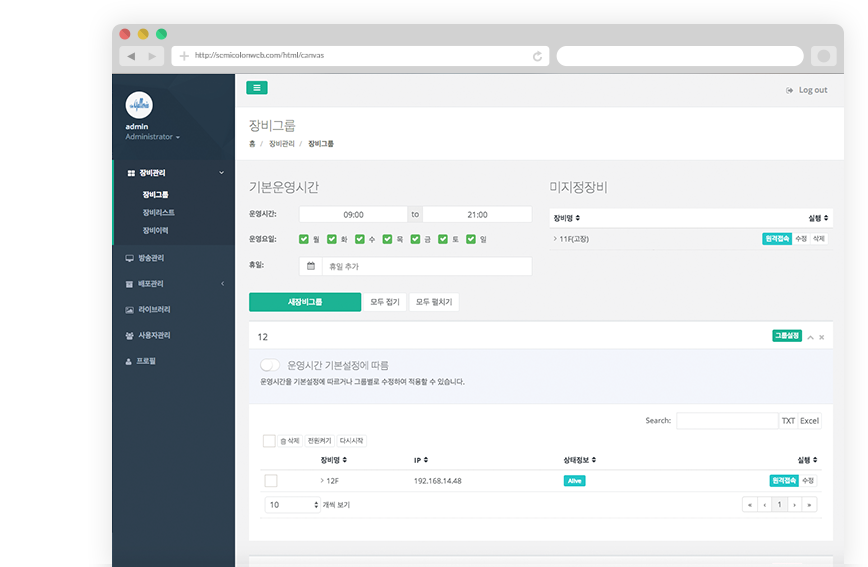 http://semicolonweb.com/html/canvas
Log out
admin
Administrator
장비관리
장비그룹
장비리스트
장비이력
방송관리
배포관리
라이브러리
사용자관리
프로필
장비그룹
홈 / 장비관리 / 장비그룹
기본운영시간
운영시간: 09:00 to 21:00
운영요일: 월 화 수 목 금 토 일
휴일: 휴일 추가
새장비그룹 모두 접기 모두 펼치기
미지정장비
장비명 실행
11F(고장) 원격접속 수정 삭제
12 그룹설정
운영시간 기본설정에 따름
운영시간을 기본설정에 따르거나 그룹별로 수정하여 적용할 수 있습니다.
Search: TXT Excel
삭제 전원켜기 다시시작
장비명 IP 상태정보 실행
12F 192.168.14.48 Alive 원격접속 수정
10 개씩 보기 « ‹ 1 › »